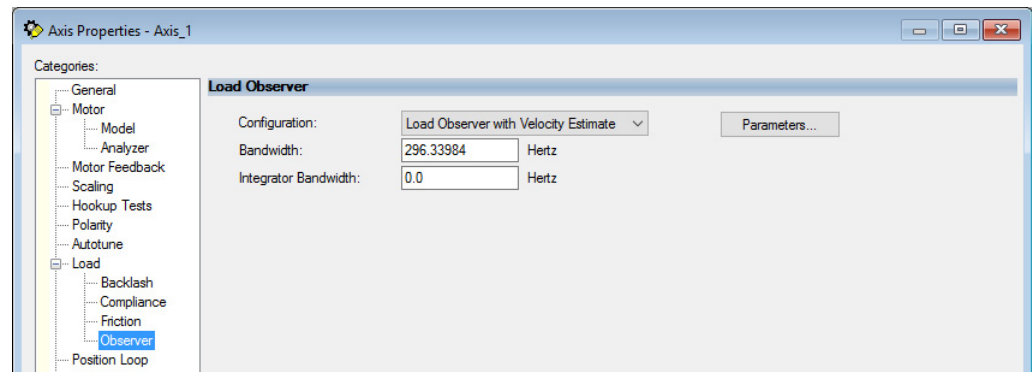 Axis Properties - Axis_1
Categories:
General
Motor
Model
Analyzer
Motor Feedback
Scaling
Hookup Tests
Polarity
Autotune
Load
Backlash
Compliance
Friction
Observer
Position Loop
Load Observer
Configuration: Load Observer with Velocity Estimate Parameters...
Bandwidth: 296.33984 Hertz
Integrator Bandwidth: 0.0 Hertz